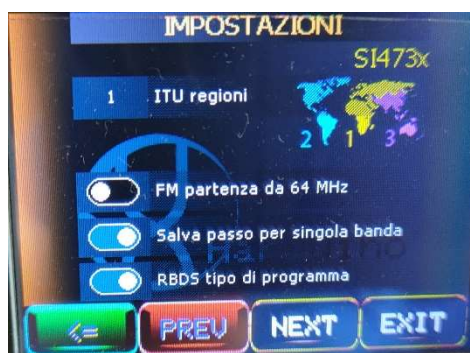 IMPOSTAZIONI
SI473x
1 ITU regioni
2 1 3
FM partenza da 64 MHz
Salva passo per singola banda
RBDS tipo di programma
<= PREV NEXT EXIT